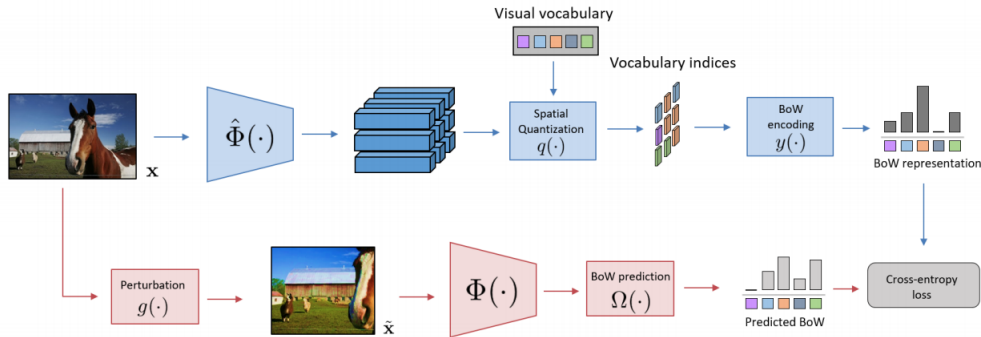 Visual vocabulary
Vocabulary indices
Φ̂(·)
Spatial
Quantization
q(·)
BoW
encoding
y(·)
BoW representation
x
Perturbation
g(·)
x̃
Φ(·)
BoW prediction
Ω(·)
Predicted BoW
Cross-entropy
loss